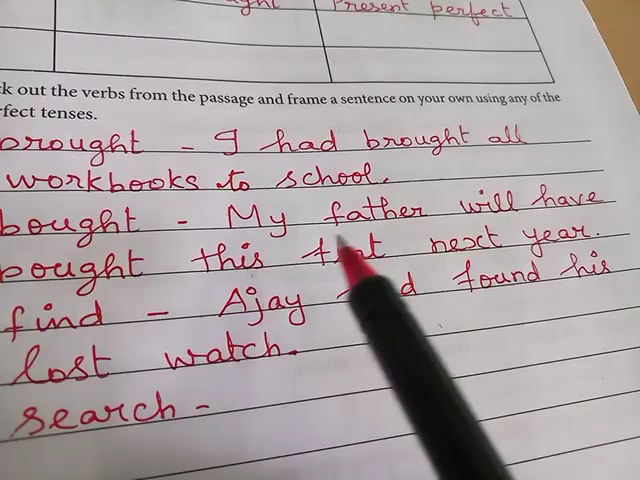 Present perfect
ck out the verbs from the passage and frame a sentence on your own using any of the
rfect tenses.
brought - I had brought all
workbooks to school.
bought - My father will have
bought this next year.
find - Ajay found his
lost watch.
search -